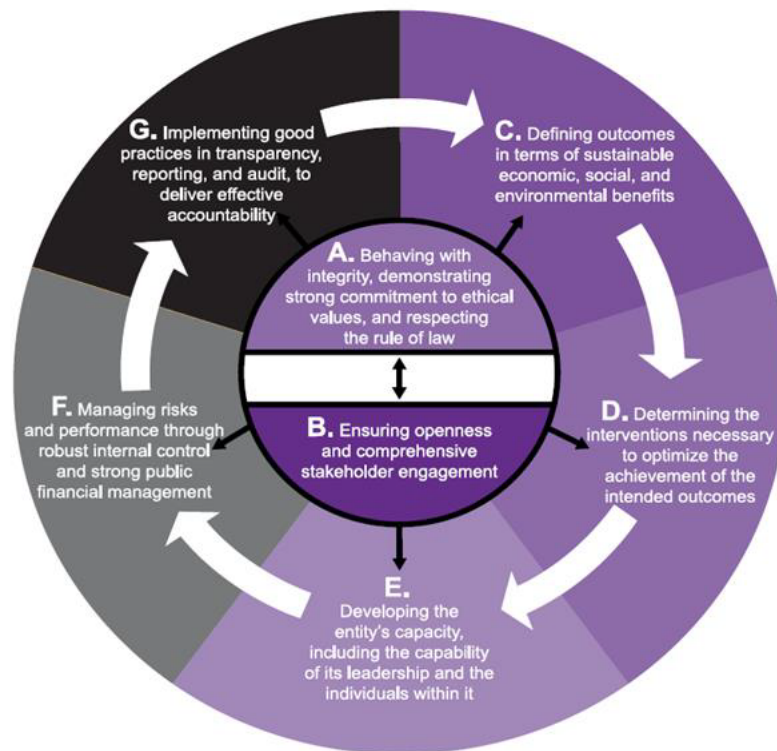 G. Implementing good
practices in transparency,
reporting, and audit, to
deliver effective
accountability
C. Defining outcomes
in terms of sustainable
economic, social, and
environmental benefits
A. Behaving with
integrity, demonstrating
strong commitment to ethical
values, and respecting
the rule of law
B. Ensuring openness
and comprehensive
stakeholder engagement
F. Managing risks
and performance through
robust internal control
and strong public
financial management
D. Determining the
interventions necessary
to optimize the
achievement of the
intended outcomes
E.
Developing the
entity's capacity,
including the capability
of its leadership and the
individuals within it